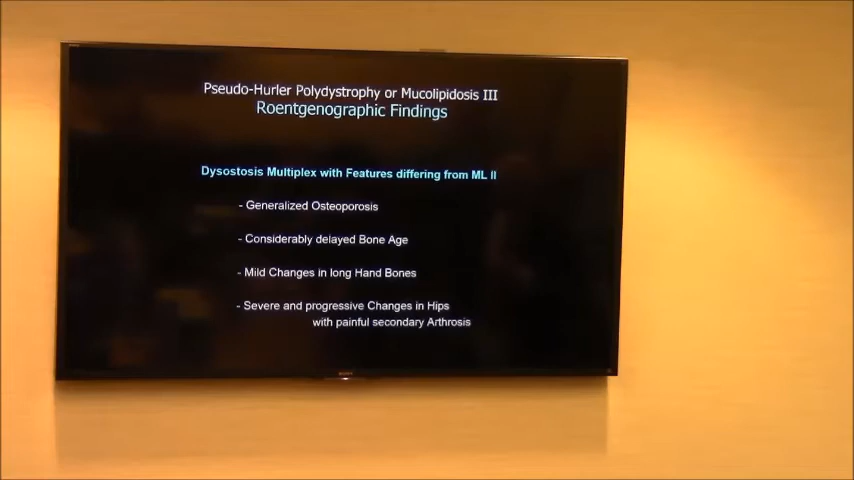 Pseudo-Hurler Polydystrophy or Mucolipidosis III
Roentgenographic Findings
Dysostosis Multiplex with Features differing from ML II
- Generalized Osteoporosis
- Considerably delayed Bone Age
- Mild Changes in long Hand Bones
- Severe and progressive Changes in Hips
with painful secondary Arthrosis
SONY